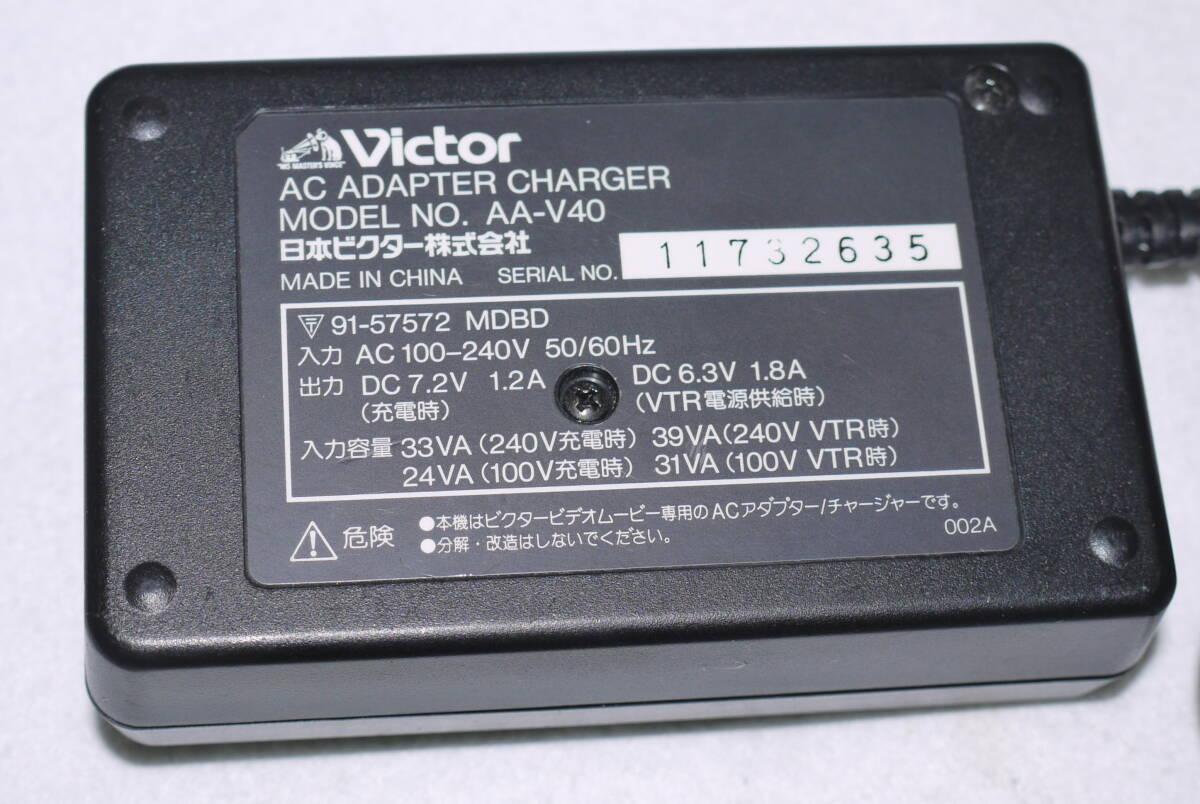 Victor
"HIS MASTER'S VOICE"
AC ADAPTER CHARGER
MODEL NO. AA-V40
日本ビクター株式会社
MADE IN CHINA SERIAL NO. 11732635
〒 91-57572 MDBD
入力 AC 100–240V 50/60Hz
出力 DC 7.2V 1.2A DC 6.3V 1.8A
(充電時) (VTR電源供給時)
入力容量 33VA (240V充電時) 39VA(240V VTR時)
24VA (100V充電時) 31VA (100V VTR時)
危険 ●本機はビクタービデオムービー専用のACアダプター/チャージャーです。
●分解・改造はしないでください。
002A